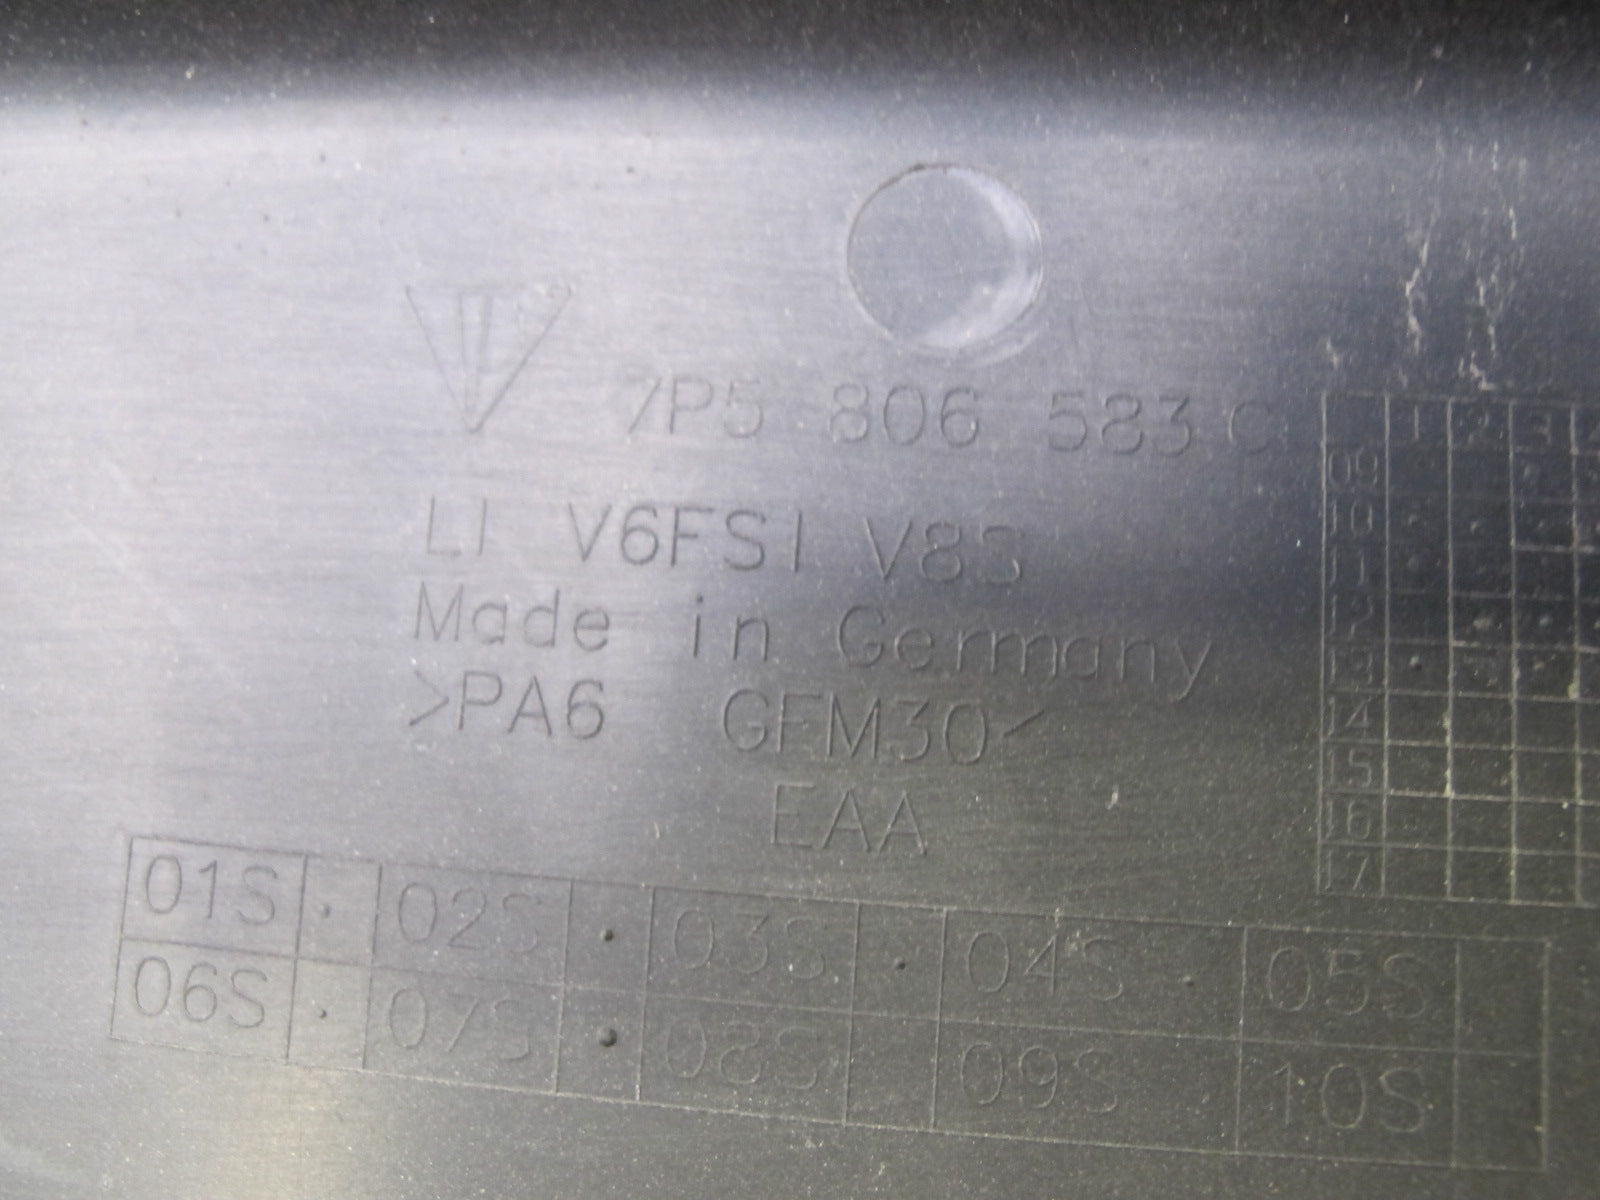 7P5 806 583 C
LI V6FSI V8S
Made in Germany
>PA6 GFM30<
EAA
01S 02S 03S 04S 05S
06S 07S 08S 09S 10S
1 2 3 4
09
10
11
12
13
14
15
16
17